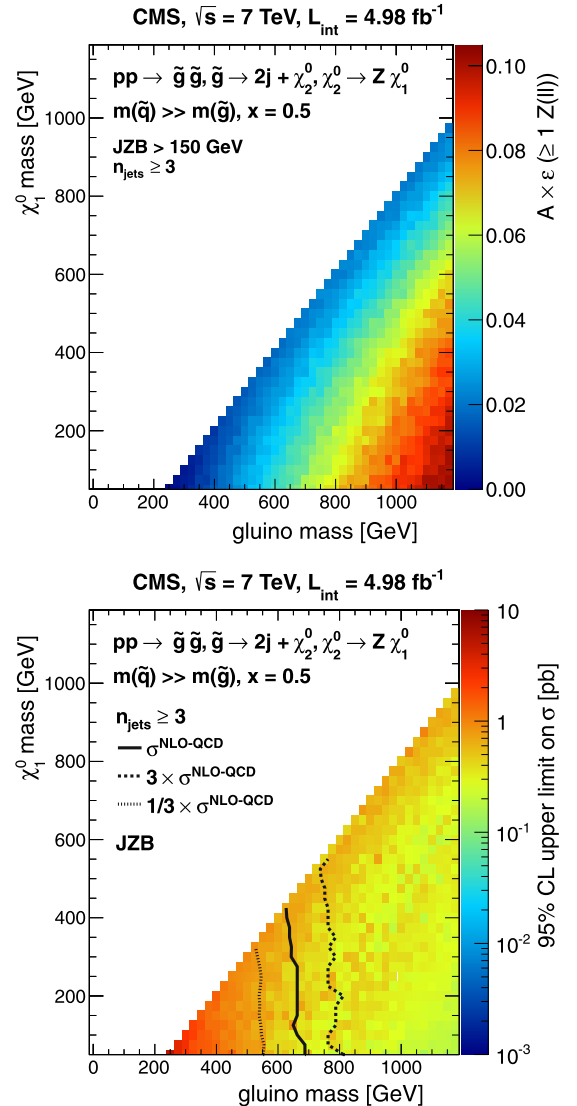 CMS, √s = 7 TeV, L_int = 4.98 fb⁻¹
pp → g̃ g̃, g̃ → 2j + χ₂⁰, χ₂⁰ → Z χ₁⁰
m(q̃) >> m(g̃), x = 0.5
JZB > 150 GeV
n_jets ≥ 3
χ₁⁰ mass [GeV]
1000
800
600
400
200
0 200 400 600 800 1000
gluino mass [GeV]
0.10
0.08
0.06
0.04
0.02
0.00
A × ε (≥ 1 Z(ll))
CMS, √s = 7 TeV, L_int = 4.98 fb⁻¹
pp → g̃ g̃, g̃ → 2j + χ₂⁰, χ₂⁰ → Z χ₁⁰
m(q̃) >> m(g̃), x = 0.5
n_jets ≥ 3
σ^NLO-QCD
3 × σ^NLO-QCD
1/3 × σ^NLO-QCD
JZB
χ₁⁰ mass [GeV]
1000
800
600
400
200
0 200 400 600 800 1000
gluino mass [GeV]
10
1
10⁻¹
10⁻²
10⁻³
95% CL upper limit on σ [pb]